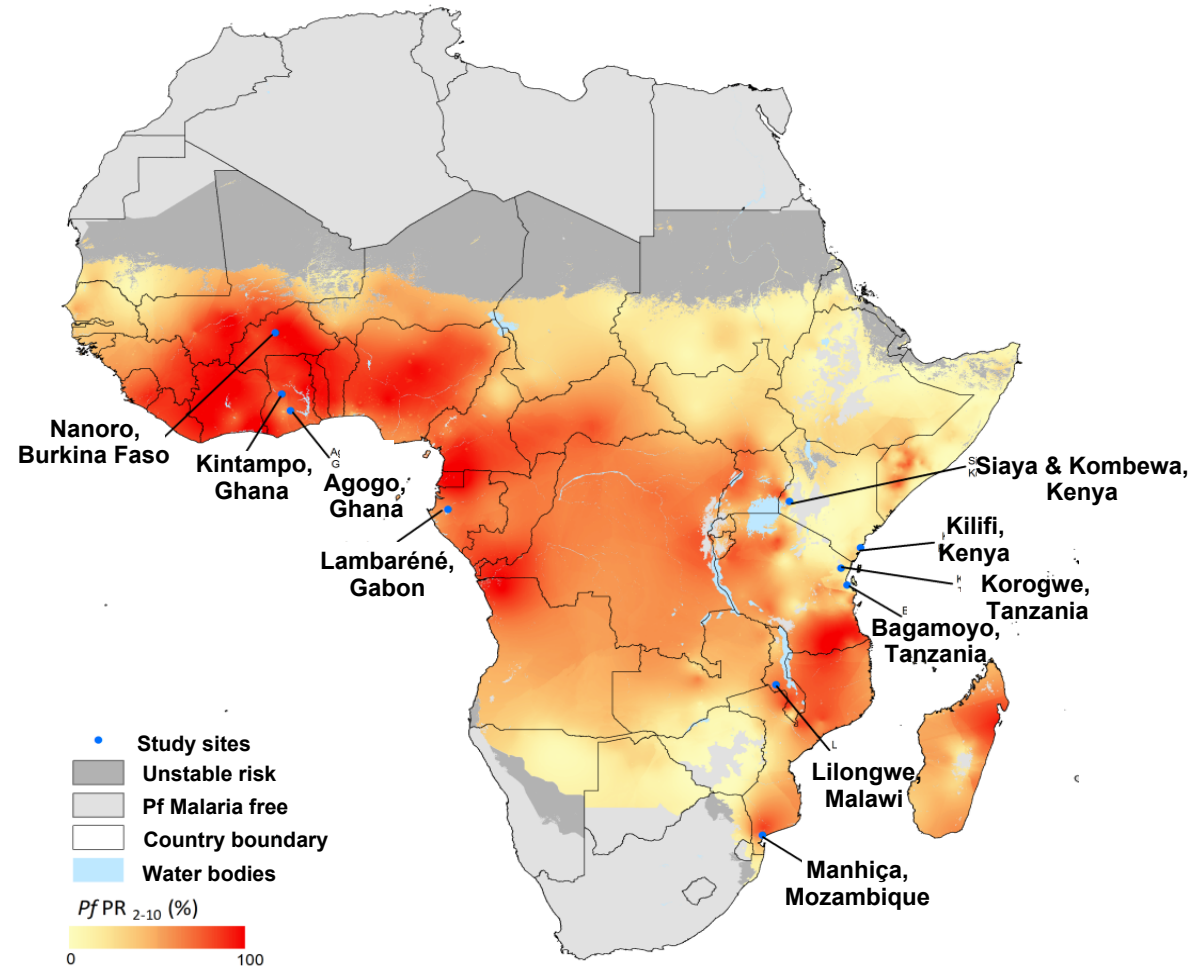 Nanoro,
Burkina Faso
Kintampo,
Ghana
Agogo,
Ghana
Lambaréné,
Gabon
Siaya & Kombewa,
Kenya
Kilifi,
Kenya
Korogwe,
Tanzania
Bagamoyo,
Tanzania
Lilongwe,
Malawi
Manhiça,
Mozambique
Study sites
Unstable risk
Pf Malaria free
Country boundary
Water bodies
Pf PR 2-10 (%)
0 100